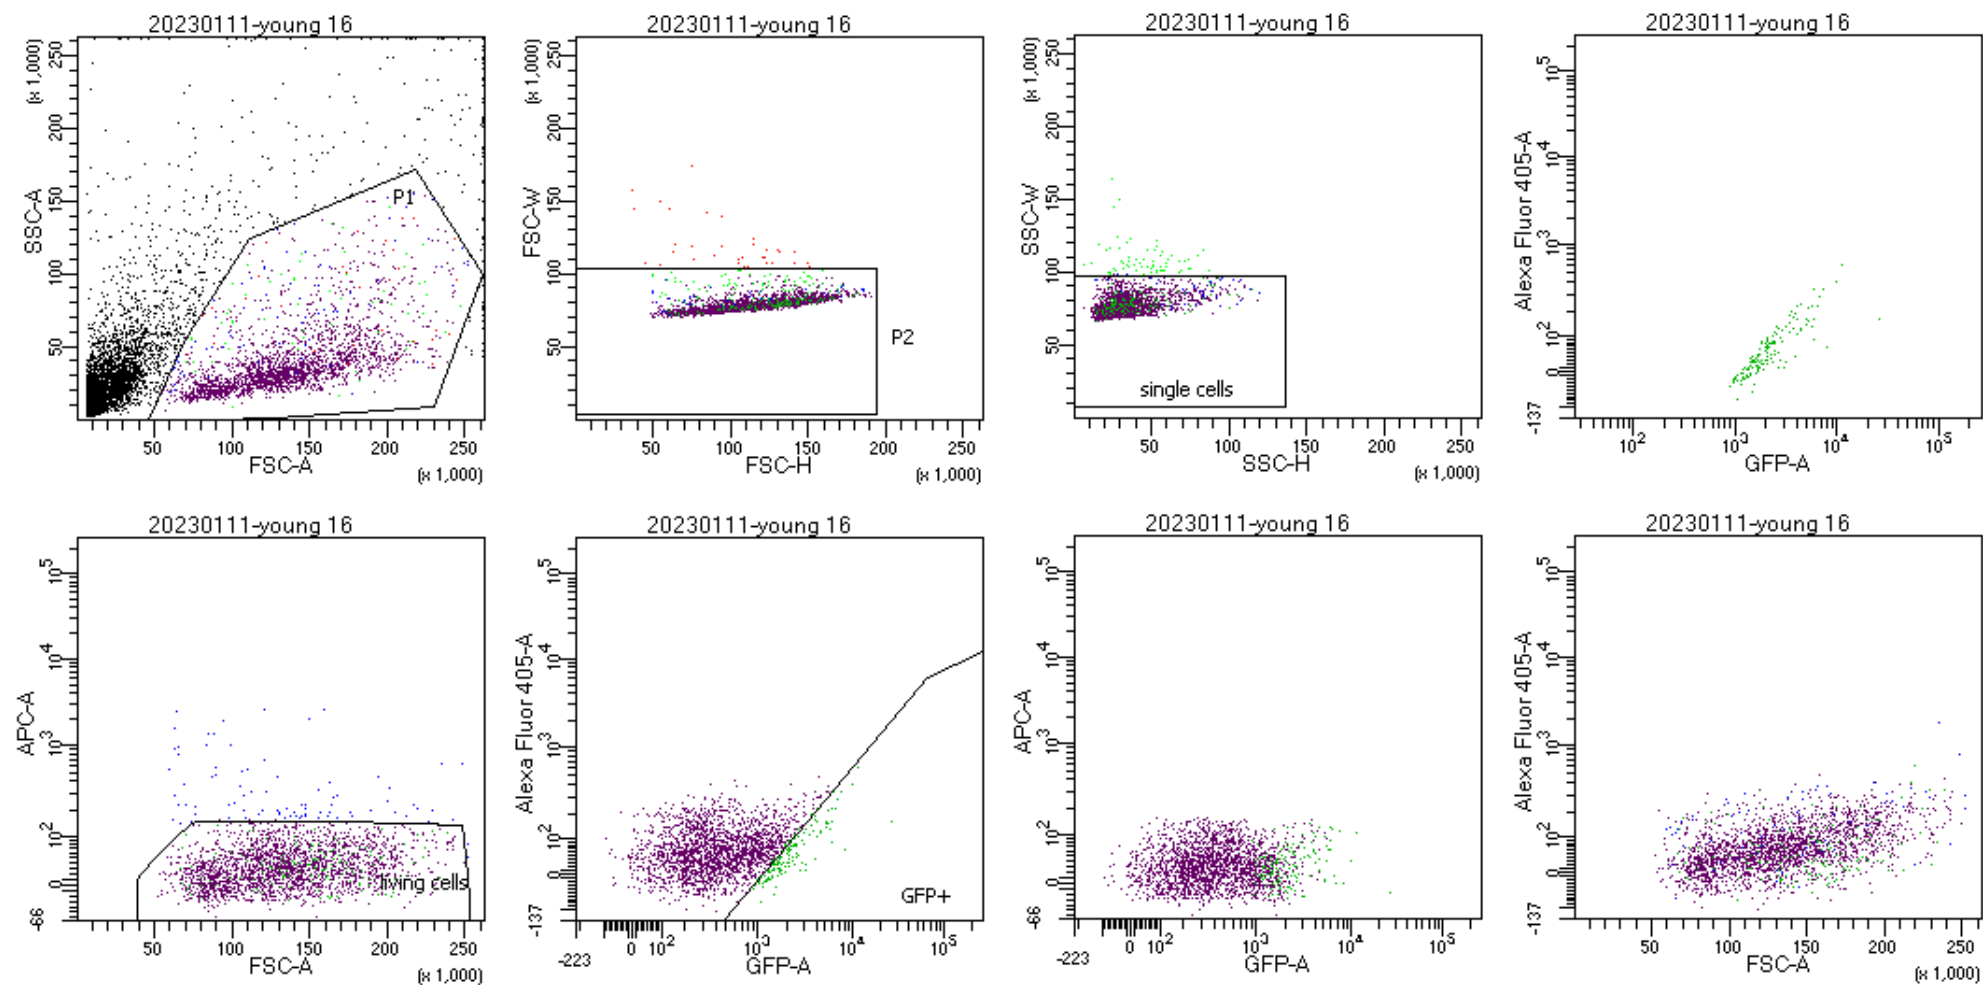 20230111-young 16
(x 1,000)
SSC-A
250
200
150
100
50
P1
50 100 150 200 250
FSC-A
(x 1,000)
20230111-young 16
(x 1,000)
FSC-W
250
200
150
100
50
P2
50 100 150 200 250
FSC-H
(x 1,000)
20230111-young 16
(x 1,000)
SSC-W
250
200
150
100
50
single cells
50 100 150 200 250
SSC-H
(x 1,000)
20230111-young 16
Alexa Fluor 405-A
10^5
10^4
10^3
10^2
0
-137
10^2 10^3 10^4 10^5
GFP-A
20230111-young 16
APC-A
10^5
10^4
10^3
10^2
0
-66
living cells
50 100 150 200 250
FSC-A
(x 1,000)
20230111-young 16
Alexa Fluor 405-A
10^5
10^4
10^3
10^2
0
-137
GFP+
-223 0 10^2 10^3 10^4 10^5
GFP-A
20230111-young 16
APC-A
10^5
10^4
10^3
10^2
0
-66
-223 0 10^2 10^3 10^4 10^5
GFP-A
20230111-young 16
Alexa Fluor 405-A
10^5
10^4
10^3
10^2
0
-137
50 100 150 200 250
FSC-A
(x 1,000)